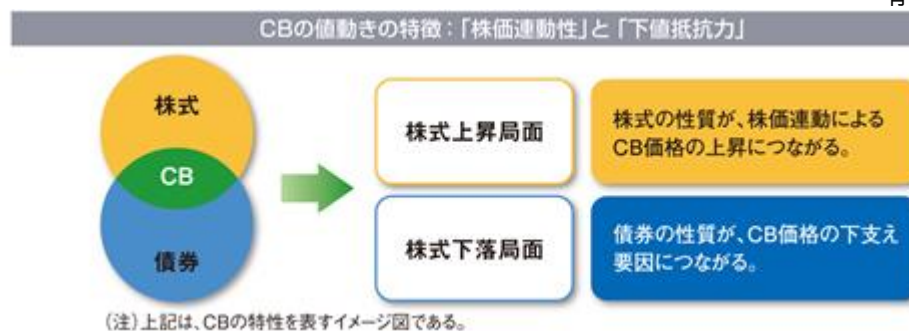 CBの値動きの特徴：「株価連動性」と「下値抵抗力」
株式
CB
債券
株式上昇局面
株式の性質が、株価連動による
CB価格の上昇につながる。
株式下落局面
債券の性質が、CB価格の下支え
要因につながる。
（注）上記は、CBの特性を表すイメージ図である。